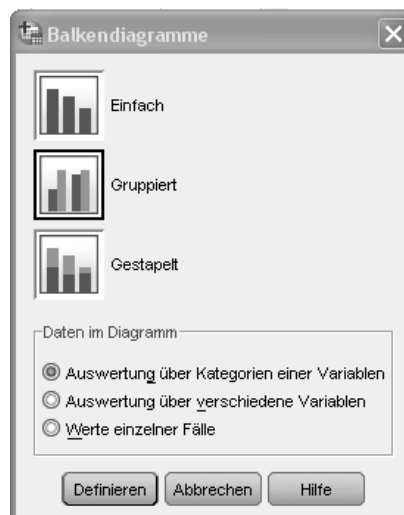 Balkendiagramme
Einfach
Gruppiert
Gestapelt
Daten im Diagramm
Auswertung über Kategorien einer Variablen
Auswertung über verschiedene Variablen
Werte einzelner Fälle
Definieren Abbrechen Hilfe